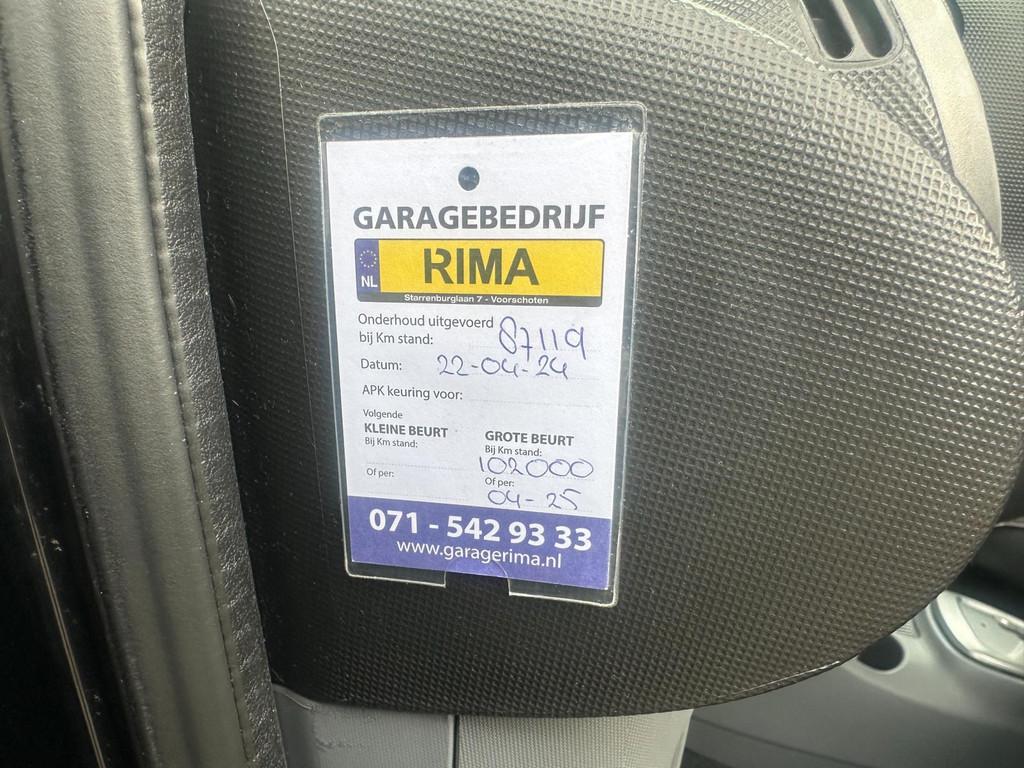 GARAGEBEDRIJF
NL RIMA
Starrenburglaan 7 - Voorschoten
Onderhoud uitgevoerd
bij Km stand: 87119
Datum: 22-04-24
APK keuring voor:
Volgende
KLEINE BEURT
Bij Km stand:
Of per:
GROTE BEURT
Bij Km stand:
102000
Of per:
04-25
071 - 542 93 33
www.garagerima.nl